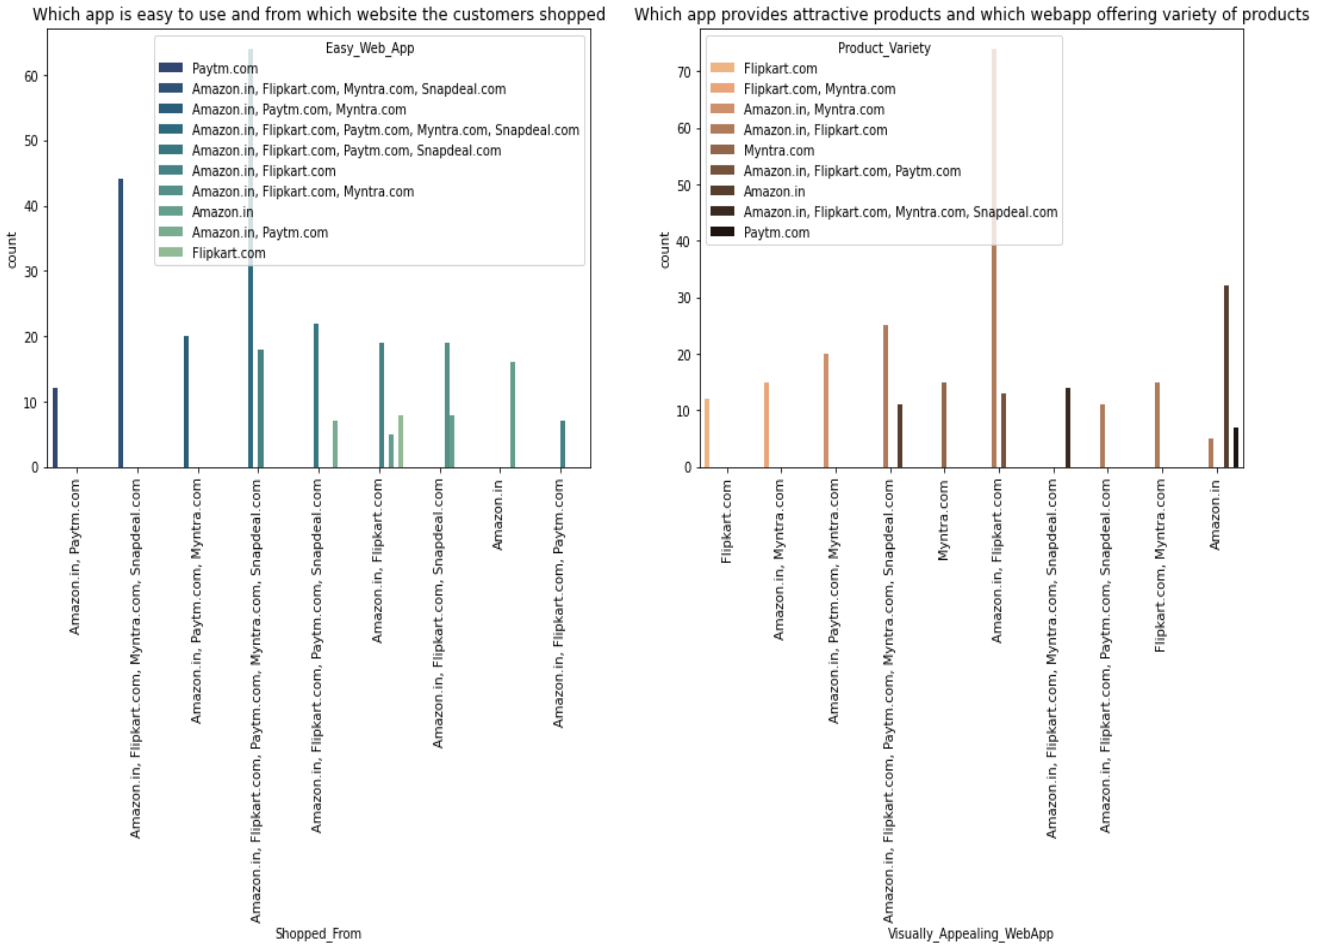 Which app is easy to use and from which website the customers shopped
Easy_Web_App
Paytm.com
Amazon.in, Flipkart.com, Myntra.com, Snapdeal.com
Amazon.in, Paytm.com, Myntra.com
Amazon.in, Flipkart.com, Paytm.com, Myntra.com, Snapdeal.com
Amazon.in, Flipkart.com, Paytm.com, Snapdeal.com
Amazon.in, Flipkart.com
Amazon.in, Flipkart.com, Myntra.com
Amazon.in
Amazon.in, Paytm.com
Flipkart.com
count
60
50
40
30
20
10
0
Amazon.in, Paytm.com
Amazon.in, Flipkart.com, Myntra.com, Snapdeal.com
Amazon.in, Paytm.com, Myntra.com
Amazon.in, Flipkart.com, Paytm.com, Myntra.com, Snapdeal.com
Amazon.in, Flipkart.com, Paytm.com, Snapdeal.com
Amazon.in, Flipkart.com
Amazon.in, Flipkart.com, Snapdeal.com
Amazon.in
Amazon.in, Flipkart.com, Paytm.com
Shopped_From
Which app provides attractive products and which webapp offering variety of products
Product_Variety
Flipkart.com
Flipkart.com, Myntra.com
Amazon.in, Myntra.com
Amazon.in, Flipkart.com
Myntra.com
Amazon.in, Flipkart.com, Paytm.com
Amazon.in
Amazon.in, Flipkart.com, Myntra.com, Snapdeal.com
Paytm.com
count
70
60
50
40
30
20
10
0
Flipkart.com
Amazon.in, Myntra.com
Amazon.in, Paytm.com, Myntra.com
Amazon.in, Flipkart.com, Paytm.com, Myntra.com, Snapdeal.com
Myntra.com
Amazon.in, Flipkart.com
Amazon.in, Flipkart.com, Myntra.com, Snapdeal.com
Amazon.in, Flipkart.com, Paytm.com, Snapdeal.com
Flipkart.com, Myntra.com
Amazon.in
Visually_Appealing_WebApp